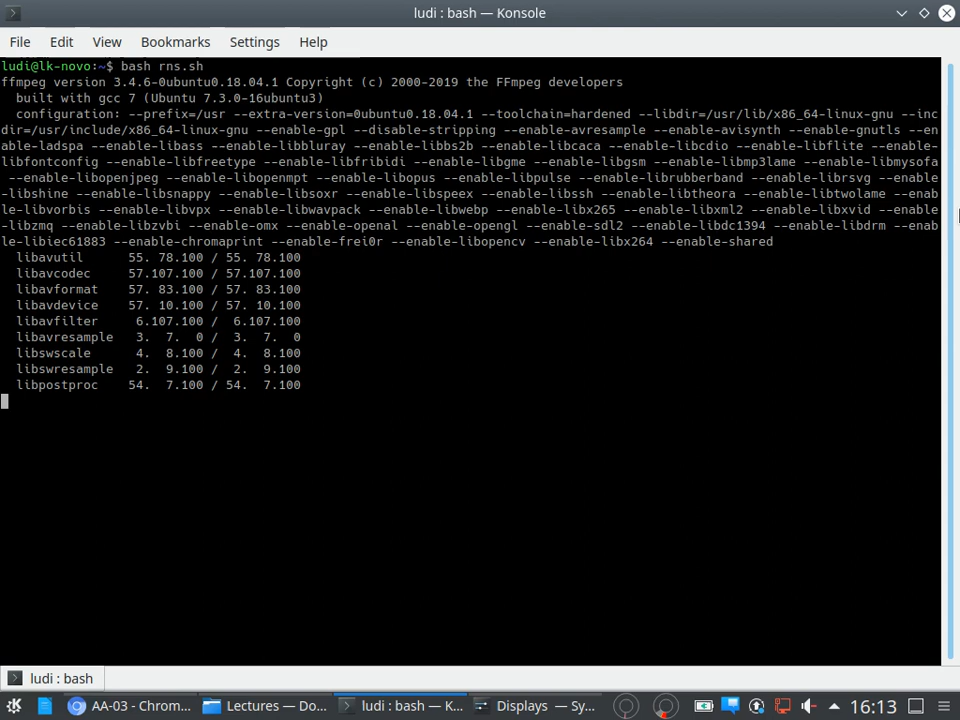 ludi : bash — Konsole
File Edit View Bookmarks Settings Help
ludi@lk-novo:~$ bash rns.sh
ffmpeg version 3.4.6-0ubuntu0.18.04.1 Copyright (c) 2000-2019 the FFmpeg developers
  built with gcc 7 (Ubuntu 7.3.0-16ubuntu3)
  configuration: --prefix=/usr --extra-version=0ubuntu0.18.04.1 --toolchain=hardened --libdir=/usr/lib/x86_64-linux-gnu --inc
dir=/usr/include/x86_64-linux-gnu --enable-gpl --disable-stripping --enable-avresample --enable-avisynth --enable-gnutls --en
able-ladspa --enable-libass --enable-libbluray --enable-libbs2b --enable-libcaca --enable-libcdio --enable-libflite --enable-
libfontconfig --enable-libfreetype --enable-libfribidi --enable-libgme --enable-libgsm --enable-libmp3lame --enable-libmysofa
 --enable-libopenjpeg --enable-libopenmpt --enable-libopus --enable-libpulse --enable-librubberband --enable-librsvg --enable
-libshine --enable-libsnappy --enable-libsoxr --enable-libspeex --enable-libssh --enable-libtheora --enable-libtwolame --enab
le-libvorbis --enable-libvpx --enable-libwavpack --enable-libwebp --enable-libx265 --enable-libxml2 --enable-libxvid --enable
-libzmq --enable-libzvbi --enable-omx --enable-openal --enable-opengl --enable-sdl2 --enable-libdc1394 --enable-libdrm --enab
le-libiec61883 --enable-chromaprint --enable-frei0r --enable-libopencv --enable-libx264 --enable-shared
  libavutil      55. 78.100 / 55. 78.100
  libavcodec     57.107.100 / 57.107.100
  libavformat    57. 83.100 / 57. 83.100
  libavdevice    57. 10.100 / 57. 10.100
  libavfilter     6.107.100 /  6.107.100
  libavresample   3.  7.  0 /  3.  7.  0
  libswscale      4.  8.100 /  4.  8.100
  libswresample   2.  9.100 /  2.  9.100
  libpostproc    54.  7.100 / 54.  7.100
ludi : bash
AA-03 – Chrom... Lectures — Do... ludi : bash — K... Displays — Sy... 16:13